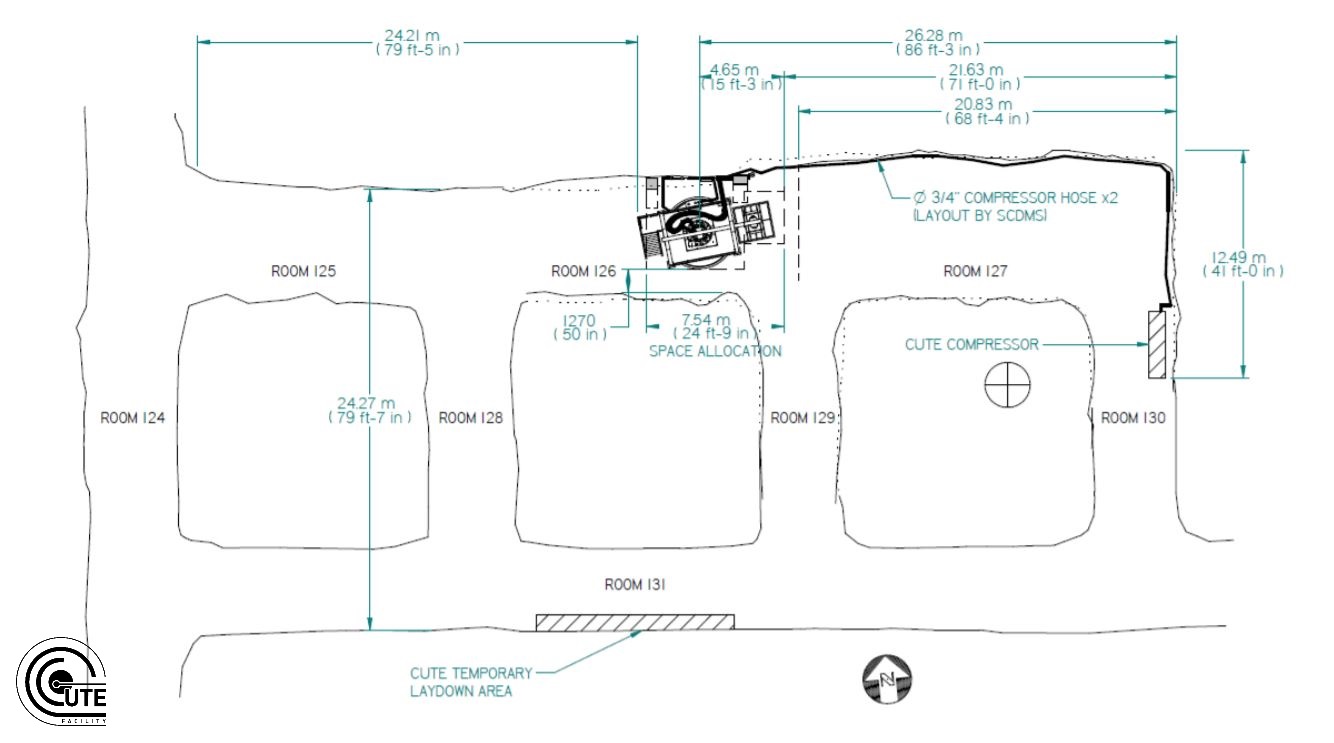 24.21 m
( 79 ft-5 in )
26.28 m
( 86 ft-3 in )
4.65 m
( 15 ft-3 in )
21.63 m
( 71 ft-0 in )
20.83 m
( 68 ft-4 in )
Ø 3/4" COMPRESSOR HOSE x2
(LAYOUT BY SCDMS)
12.49 m
( 41 ft-0 in )
ROOM 125
ROOM 126
ROOM 127
1270
( 50 in )
7.54 m
( 24 ft-9 in )
SPACE ALLOCATION
CUTE COMPRESSOR
24.27 m
( 79 ft-7 in )
ROOM 124
ROOM 128
ROOM 129
ROOM 130
ROOM 131
CUTE TEMPORARY
LAYDOWN AREA
N
CUTE
FACILITY